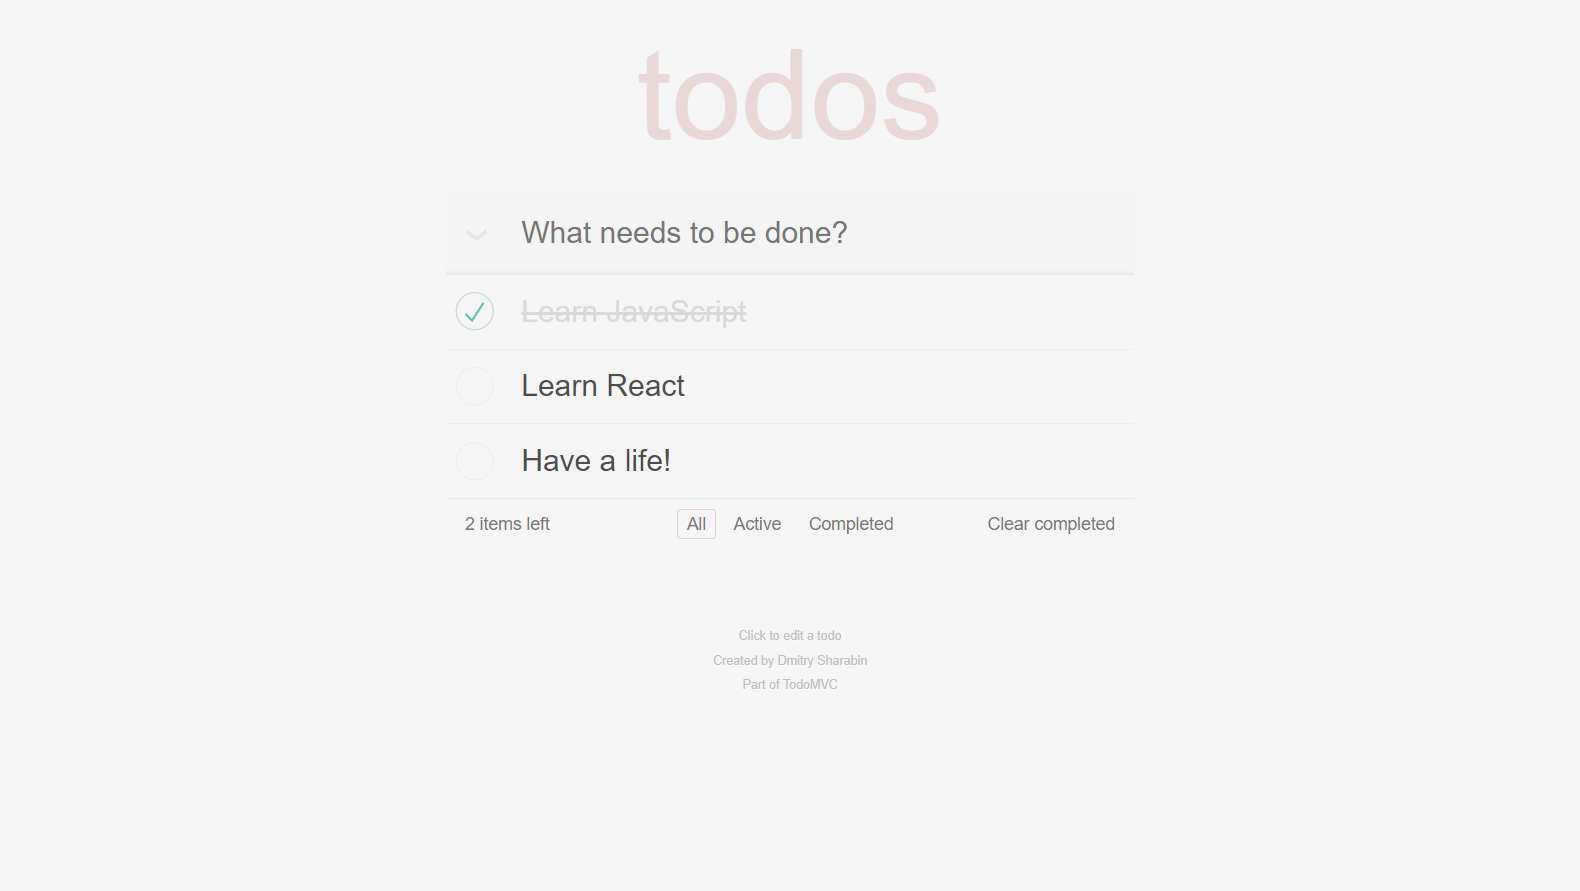 todos
What needs to be done?
Learn JavaScript
Learn React
Have a life!
2 items left All Active Completed Clear completed
Click to edit a todo
Created by Dmitry Sharabin
Part of TodoMVC